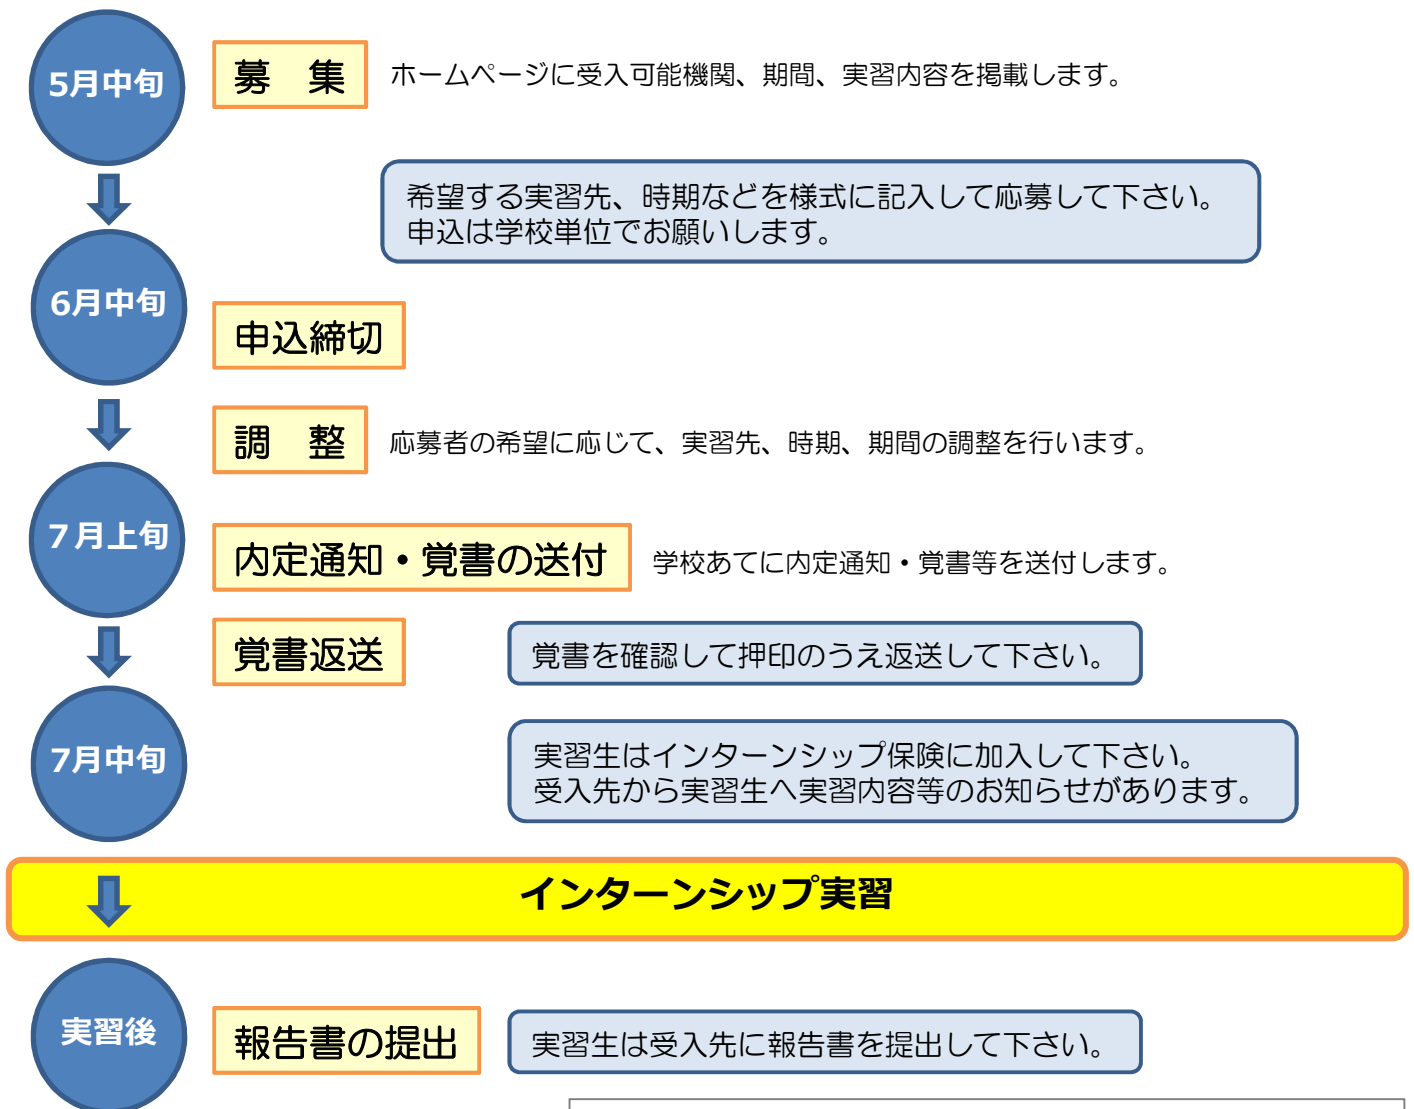 5月中旬
募　集
ホームページに受入可能機関、期間、実習内容を掲載します。
希望する実習先、時期などを様式に記入して応募して下さい。
申込は学校単位でお願いします。
6月中旬
申込締切
調　整
応募者の希望に応じて、実習先、時期、期間の調整を行います。
７月上旬
内定通知・覚書の送付
学校あてに内定通知・覚書等を送付します。
覚書返送
覚書を確認して押印のうえ返送して下さい。
7月中旬
実習生はインターンシップ保険に加入して下さい。
受入先から実習生へ実習内容等のお知らせがあります。
インターンシップ実習
実習後
報告書の提出
実習生は受入先に報告書を提出して下さい。